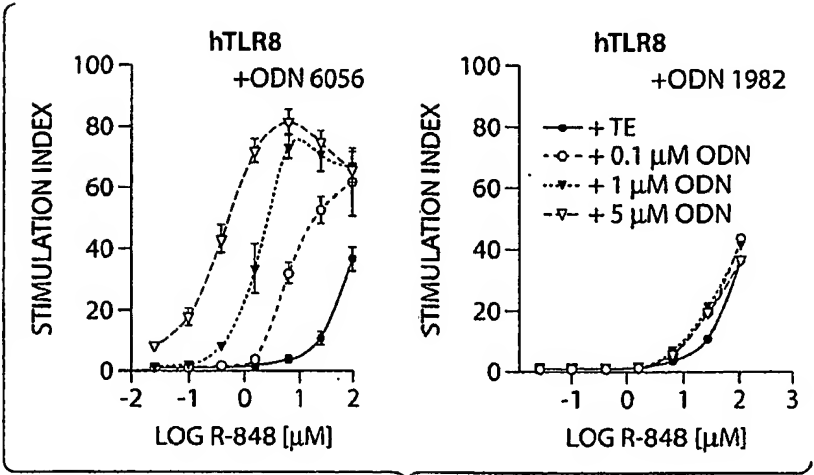 hTLR8
+ODN 6056
STIMULATION INDEX
100
80
60
40
20
0
-2 -1 0 1 2
LOG R-848 [µM]
hTLR8
+ODN 1982
STIMULATION INDEX
100
80
60
40
20
0
+ TE
+ 0.1 µM ODN
+ 1 µM ODN
+ 5 µM ODN
-1 0 1 2 3
LOG R-848 [µM]